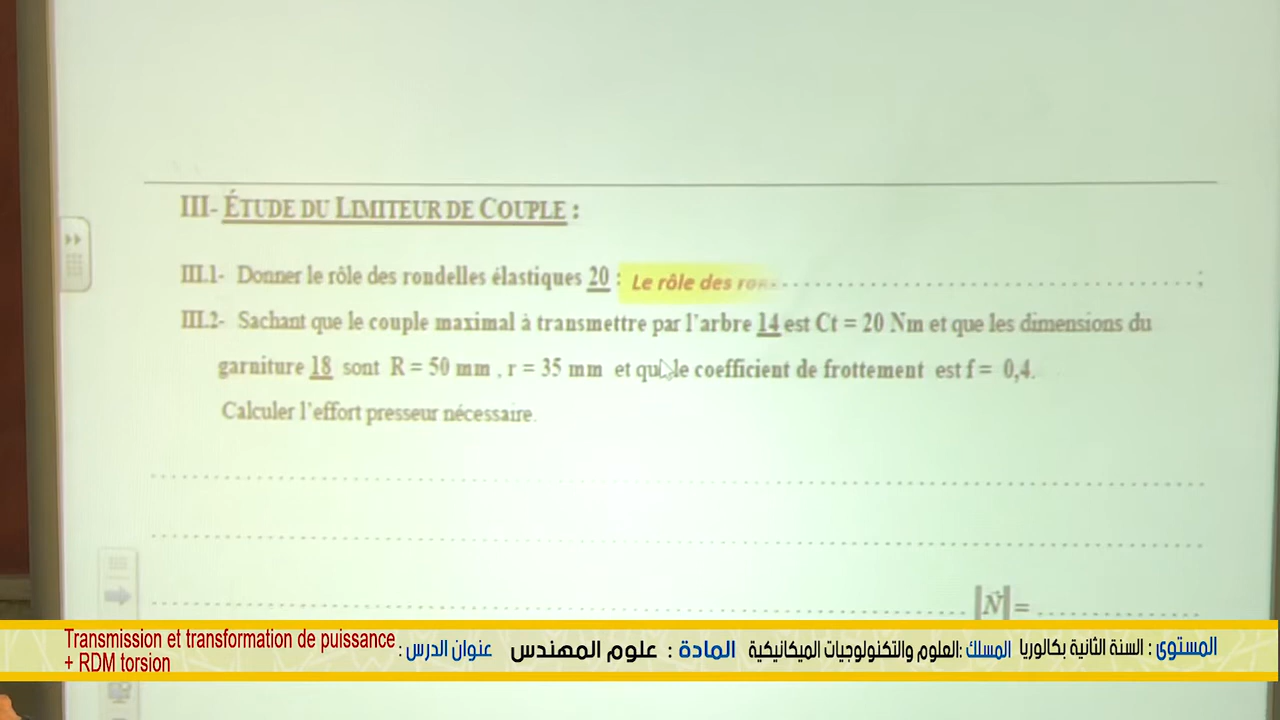 III- ÉTUDE DU LIMITEUR DE COUPLE :
III.1- Donner le rôle des rondelles élastiques 20 : Le rôle des ;
III.2- Sachant que le couple maximal à transmettre par l'arbre 14 est Ct = 20 Nm et que les dimensions du
garniture 18 sont R = 50 mm , r = 35 mm et que le coefficient de frottement est f = 0,4.
Calculer l'effort presseur nécessaire.
|N⃗| =
المستوى : السنة الثانية بكالوريا المسلك :العلوم والتكنولوجيات الميكانيكية المادة : علوم المهندس عنوان الدرس :
Transmission et transformation de puissance
+ RDM torsion